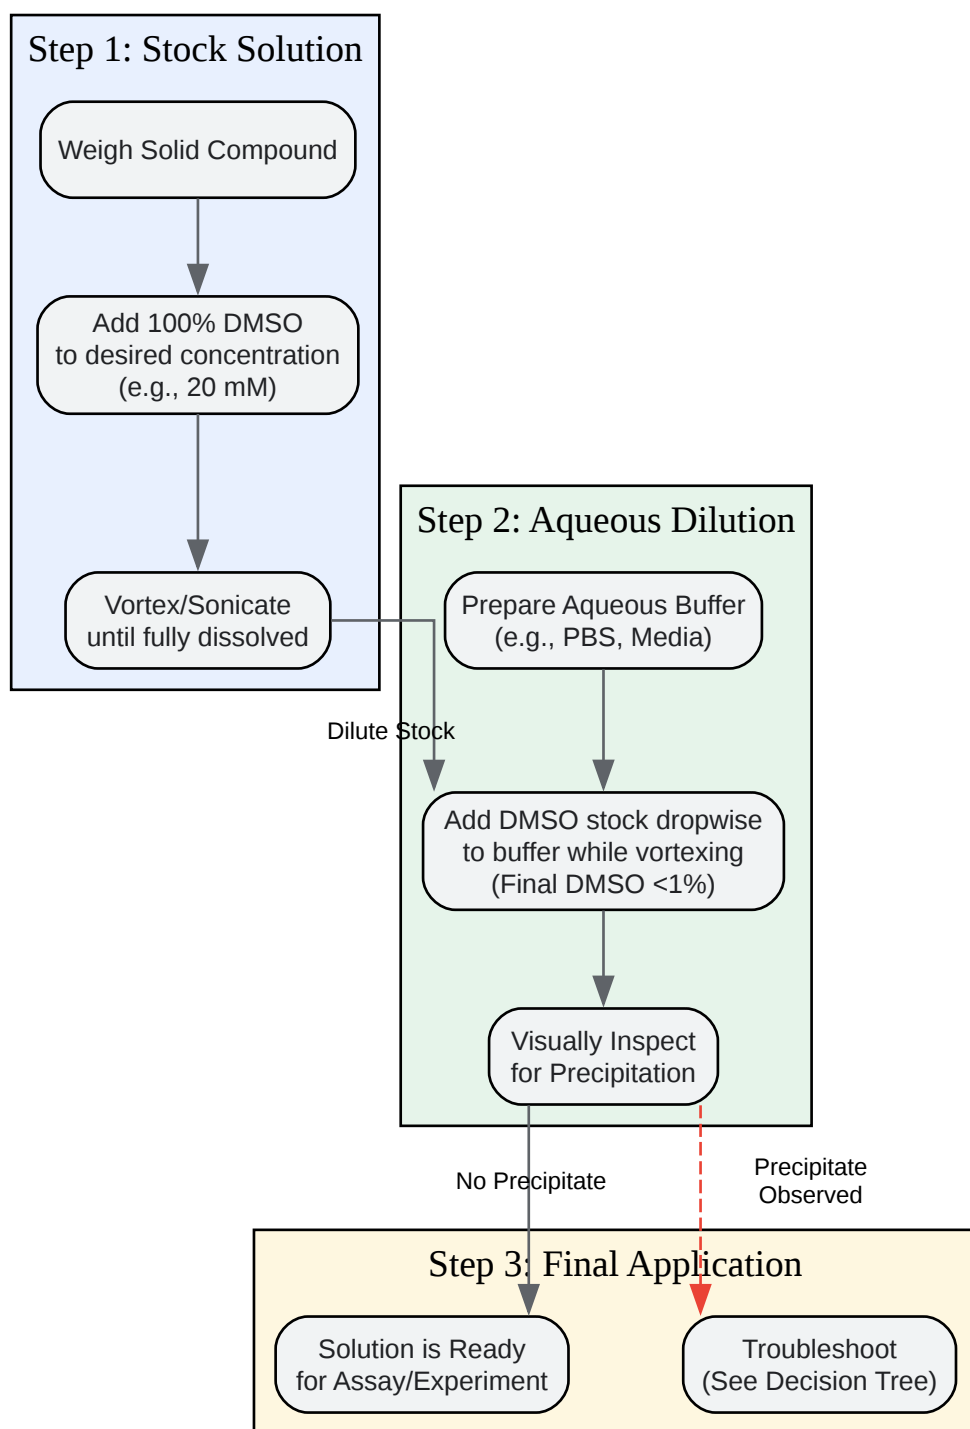 Step 1: Stock Solution
Weigh Solid Compound
Add 100% DMSO
to desired concentration
(e.g., 20 mM)
Vortex/Sonicate
until fully dissolved
Step 2: Aqueous Dilution
Prepare Aqueous Buffer
(e.g., PBS, Media)
Dilute Stock
Add DMSO stock dropwise
to buffer while vortexing
(Final DMSO <1%)
Visually Inspect
for Precipitation
No Precipitate
Precipitate
Observed
Step 3: Final Application
Solution is Ready
for Assay/Experiment
Troubleshoot
(See Decision Tree)